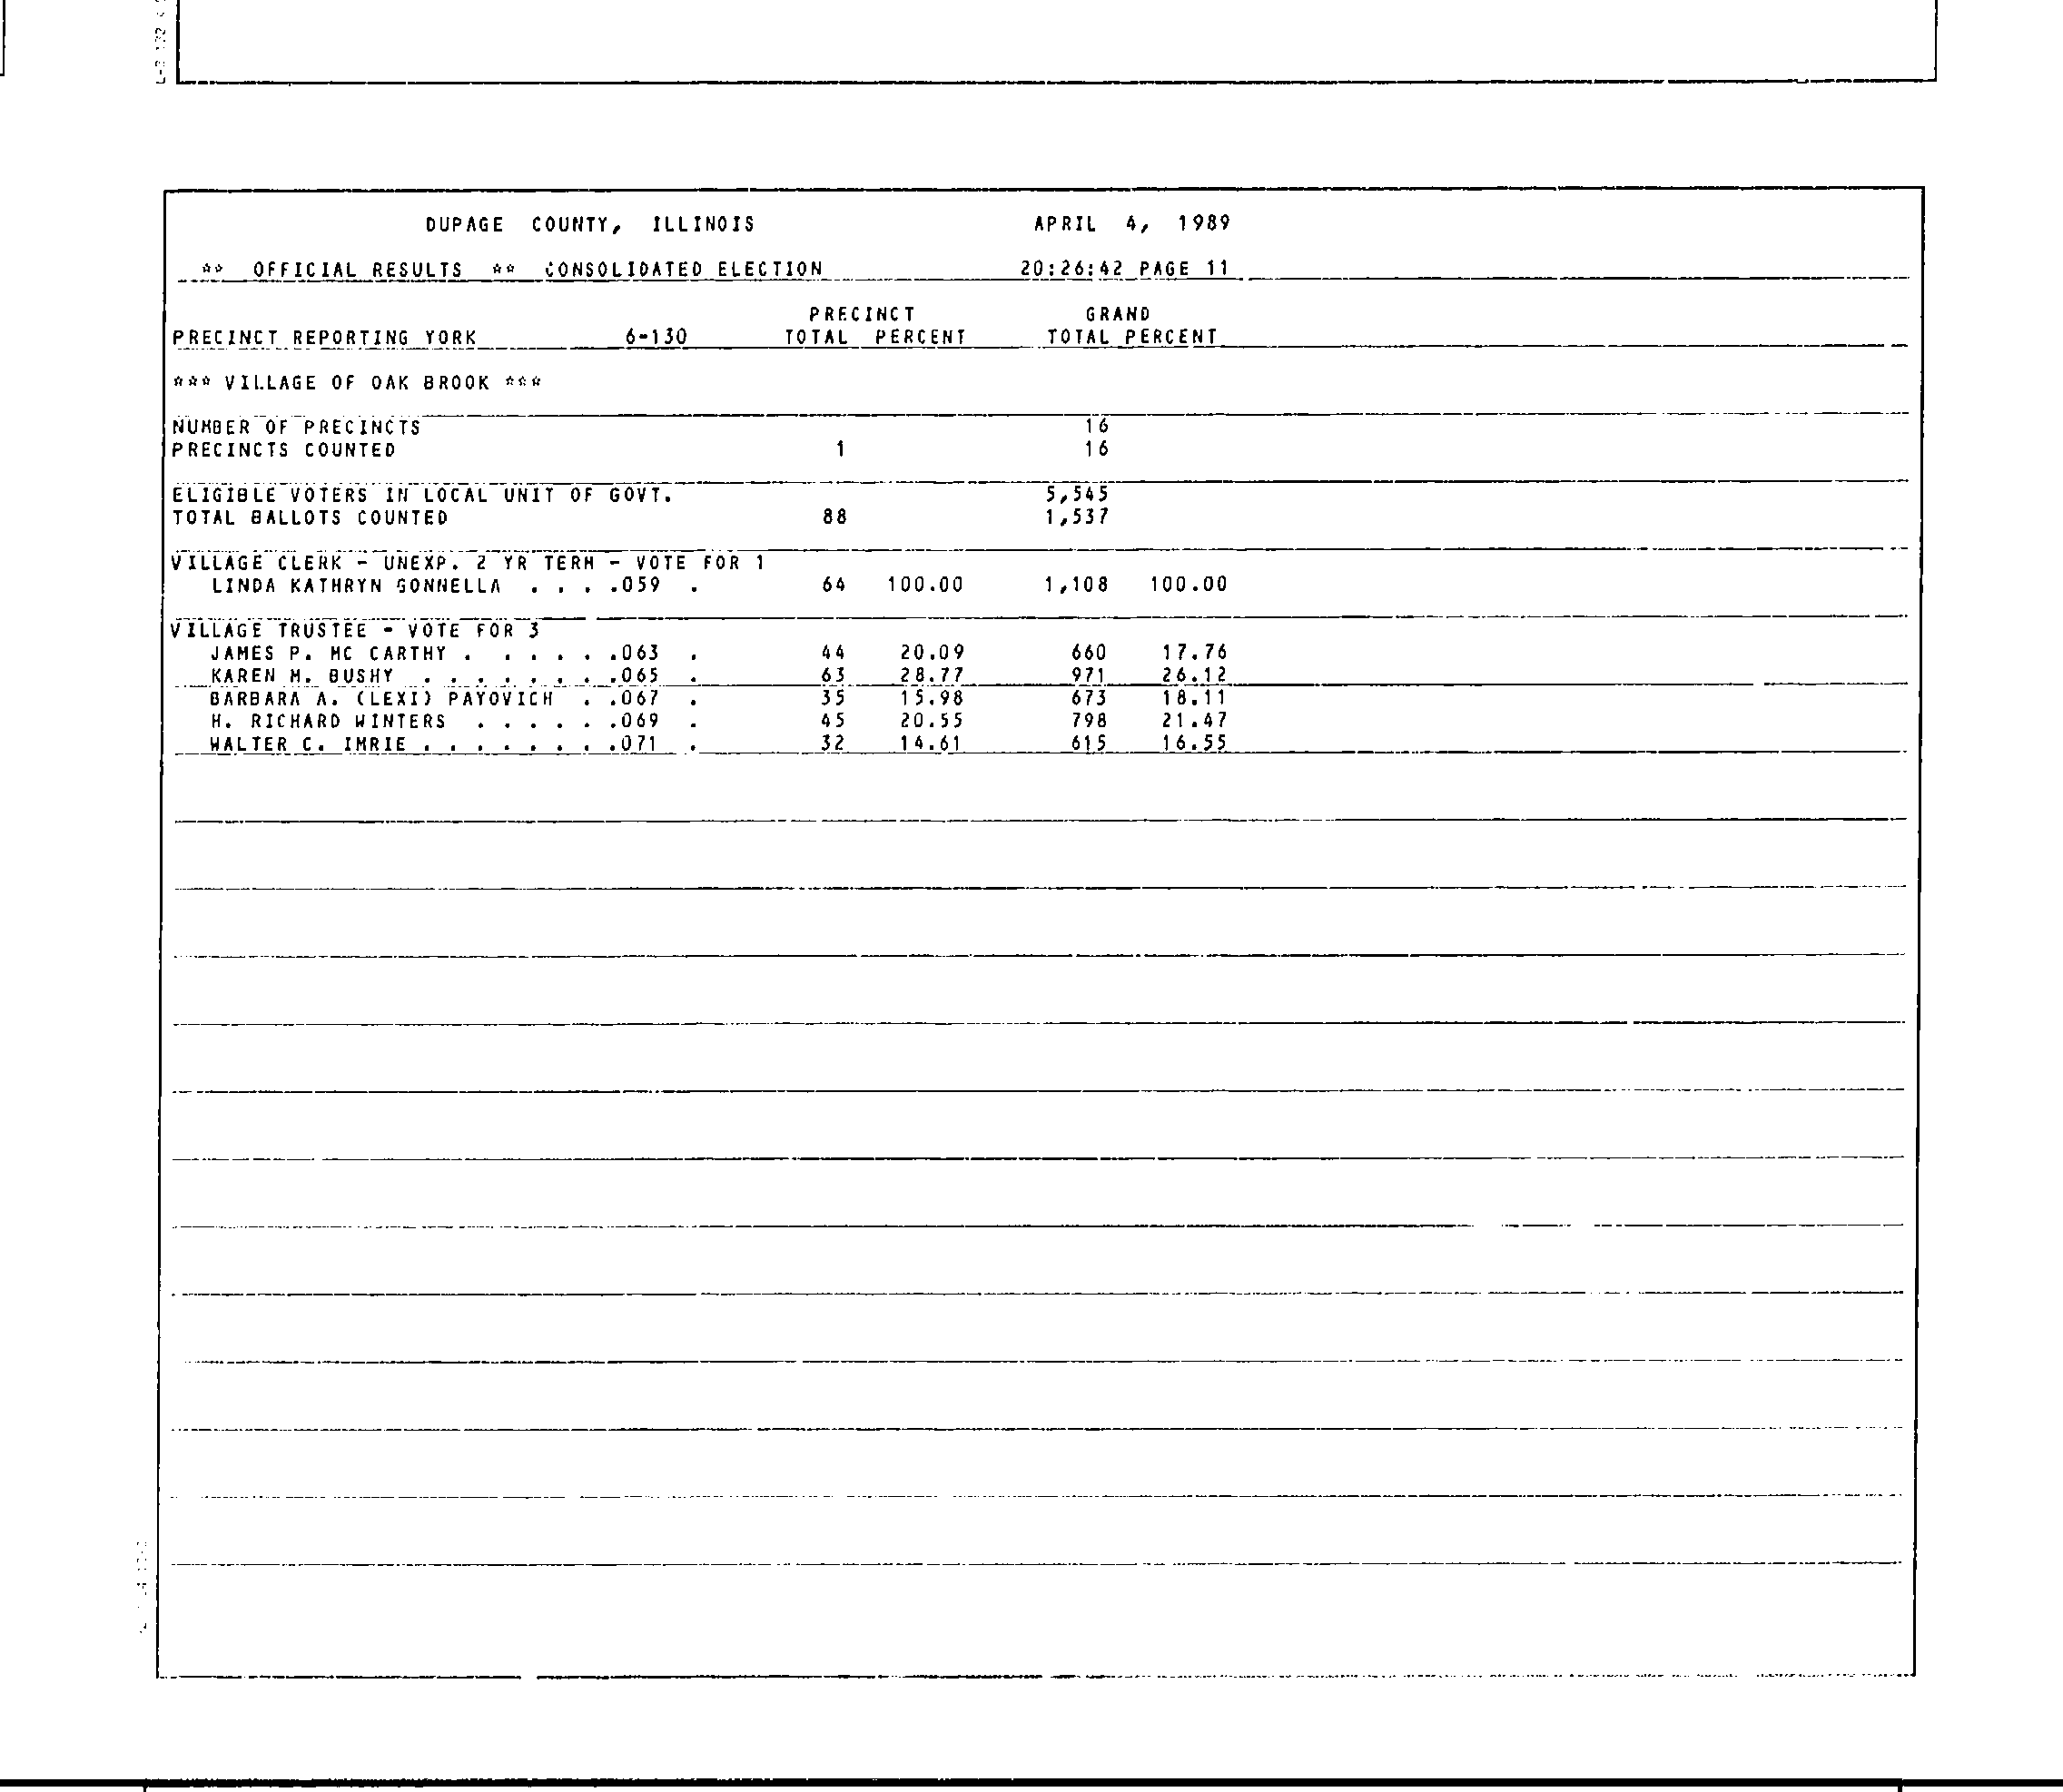 DUPAGE COUNTY, ILLINOIS APRIL 4, 1989
** OFFICIAL RESULTS ** CONSOLIDATED ELECTION 20:26:42 PAGE 11
PRECINCT GRAND
PRECINCT REPORTING YORK 6-130 TOTAL PERCENT TOTAL PERCENT
*** VILLAGE OF OAK BROOK ***
NUMBER OF PRECINCTS 16
PRECINCTS COUNTED 1 16
ELIGIBLE VOTERS IN LOCAL UNIT OF GOVT. 5,545
TOTAL BALLOTS COUNTED 88 1,537
VILLAGE CLERK - UNEXP. 2 YR TERM - VOTE FOR 1
LINDA KATHRYN GONNELLA . . . .059 . 64 100.00 1,108 100.00
VILLAGE TRUSTEE - VOTE FOR 3
JAMES P. MC CARTHY . . . . . .063 . 44 20.09 660 17.76
KAREN M. BUSHY . . . . . . . .065 . 63 28.77 971 26.12
BARBARA A. (LEXI) PAYOVICH . .067 . 35 15.98 673 18.11
H. RICHARD WINTERS . . . . . .069 . 45 20.55 798 21.47
WALTER C. IMRIE . . . . . . . .071 . 32 14.61 615 16.55